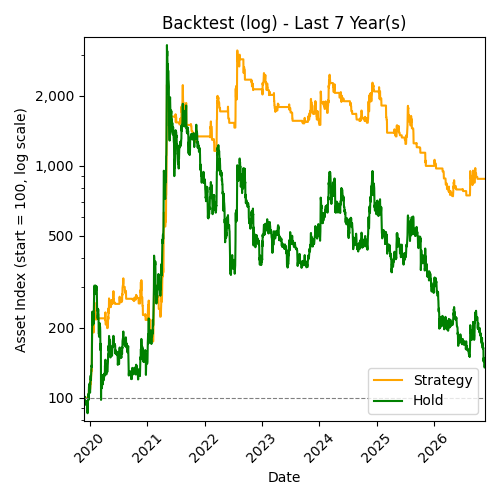 Backtest (log) - Last 7 Year(s)
Asset Index (start = 100, log scale)
2,000
1,000
500
200
100
2020
2021
2022
2023
2024
2025
2026
Date
Strategy
Hold